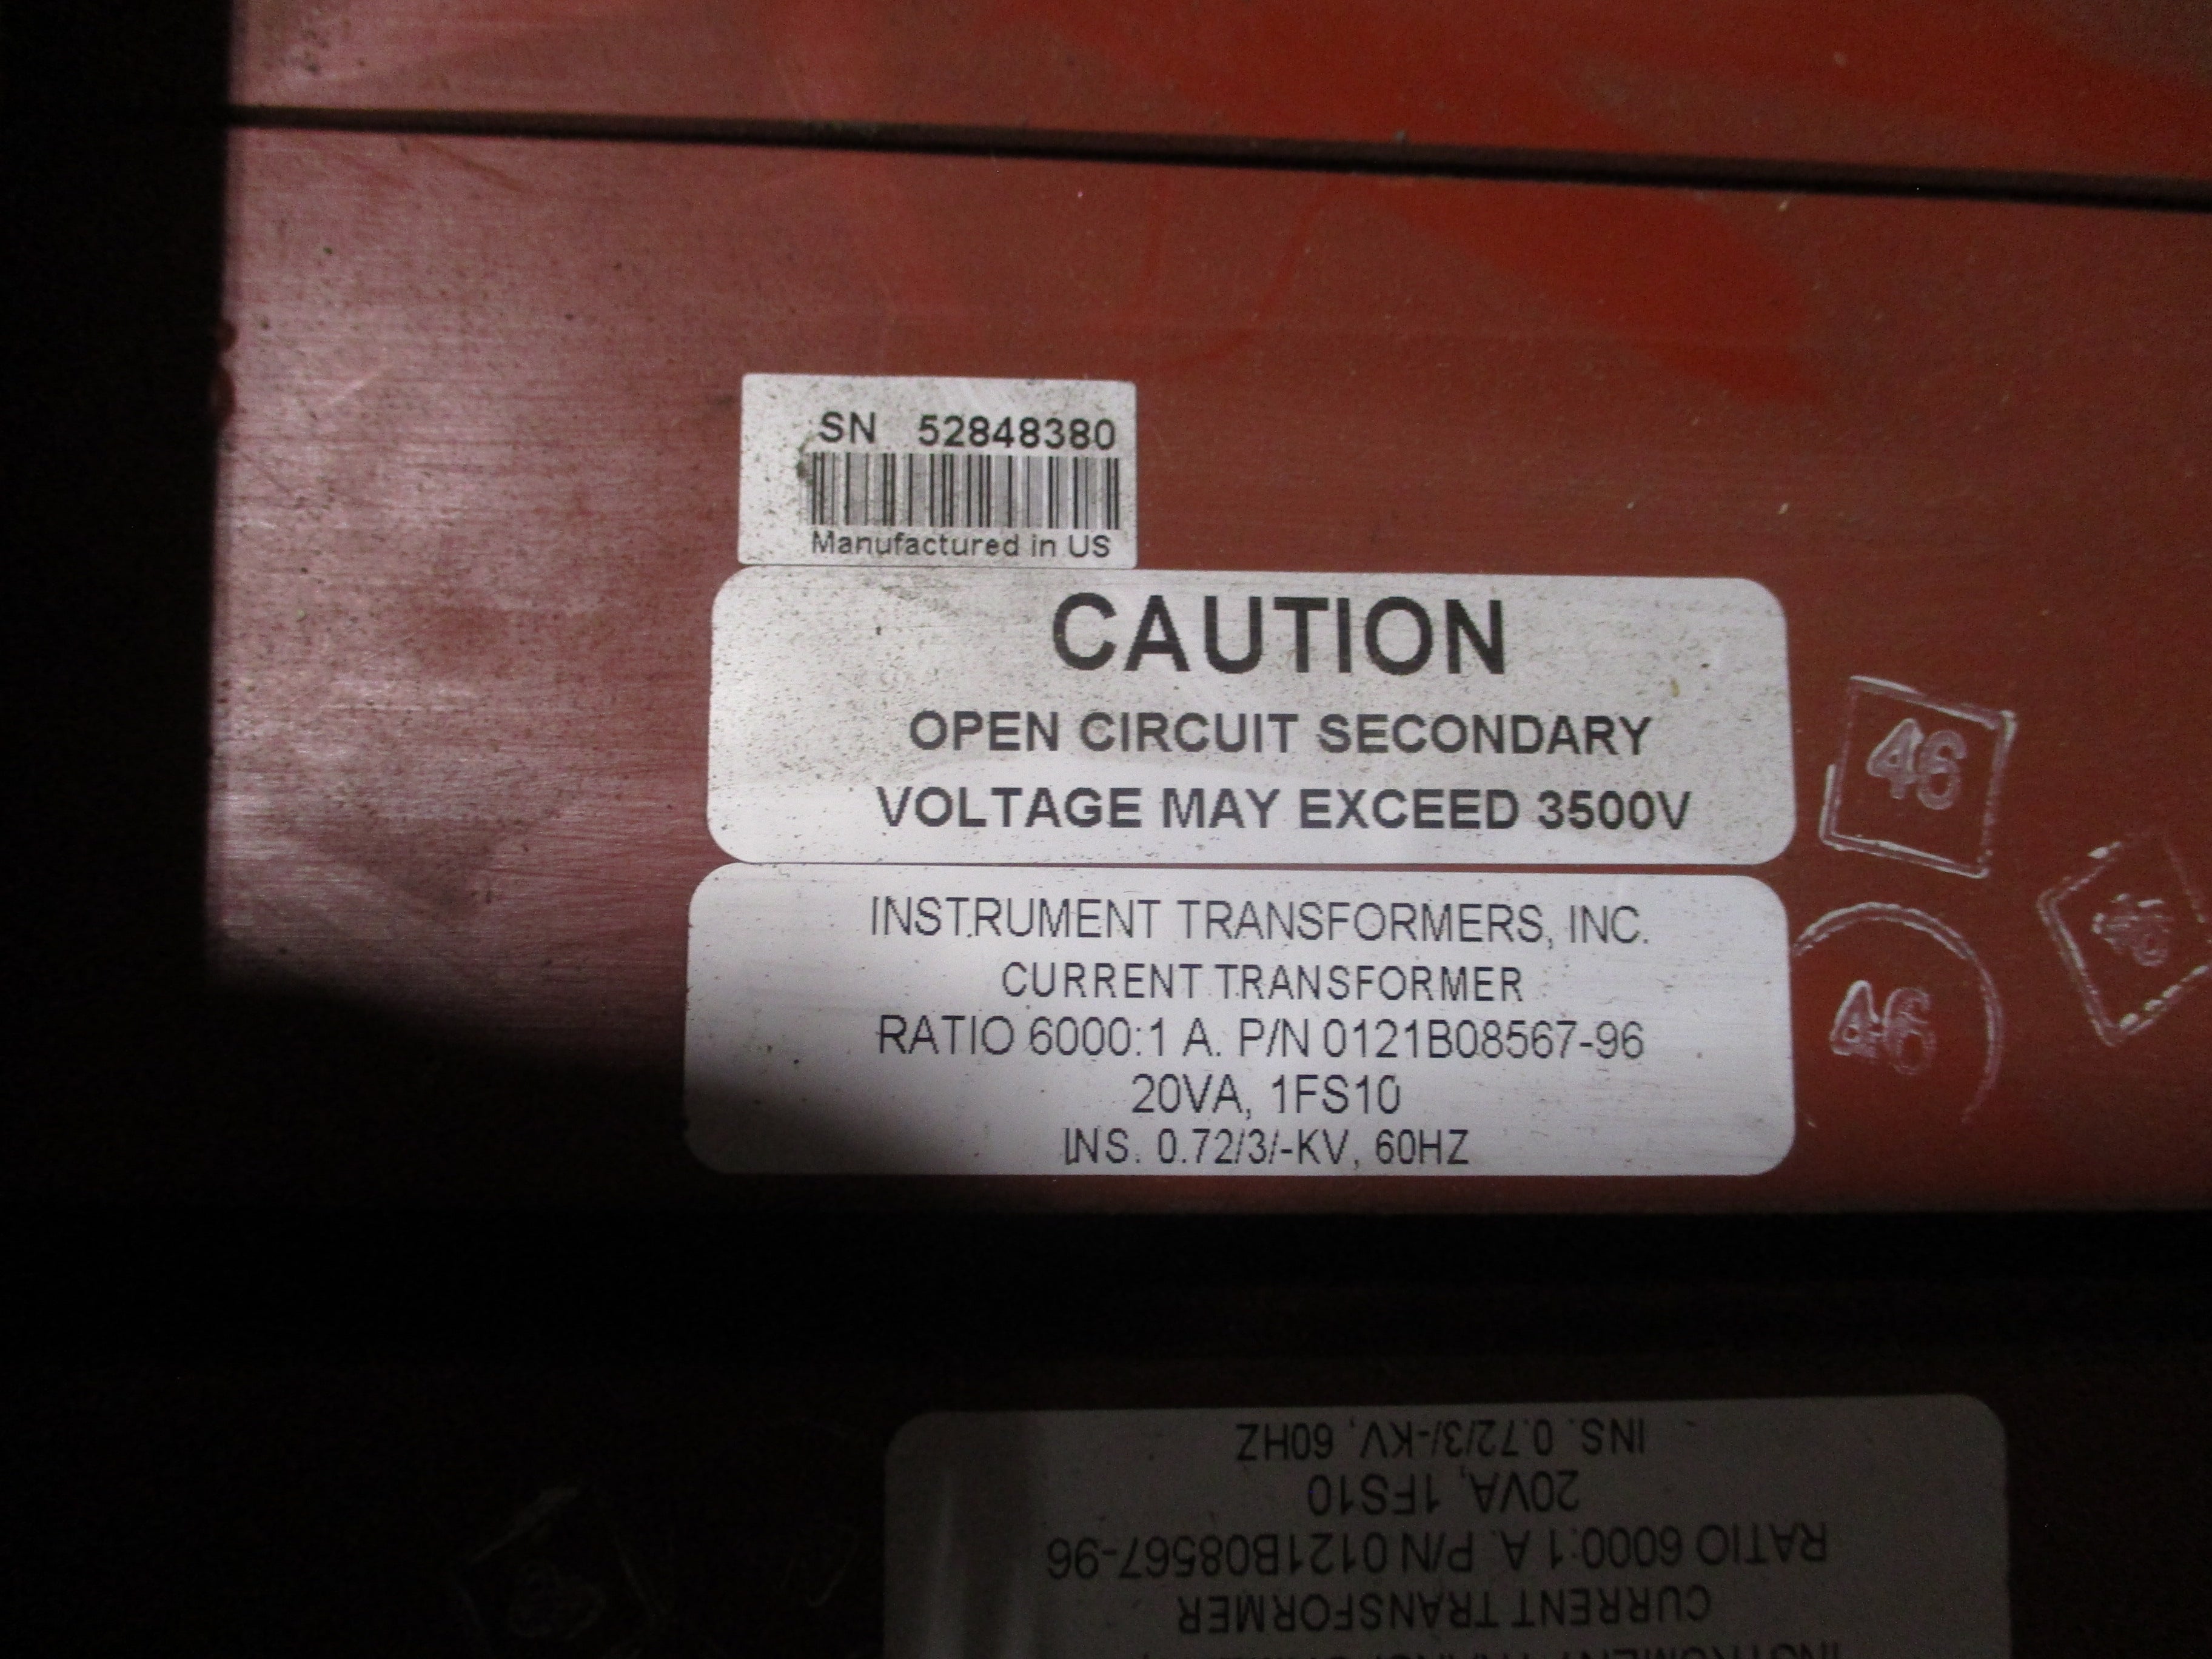 SN 52848380
Manufactured in US
CAUTION
OPEN CIRCUIT SECONDARY
VOLTAGE MAY EXCEED 3500V
INSTRUMENT TRANSFORMERS, INC.
CURRENT TRANSFORMER
RATIO 6000:1 A. P/N 0121B08567-96
20VA, 1FS10
INS. 0.72/3/-KV, 60HZ
46
46
CURRENT TRANSFORMER
RATIO 6000:1 A. P/N 0121B08567-96
20VA, 1FS10
INS. 0.72/3/-KV, 60HZ